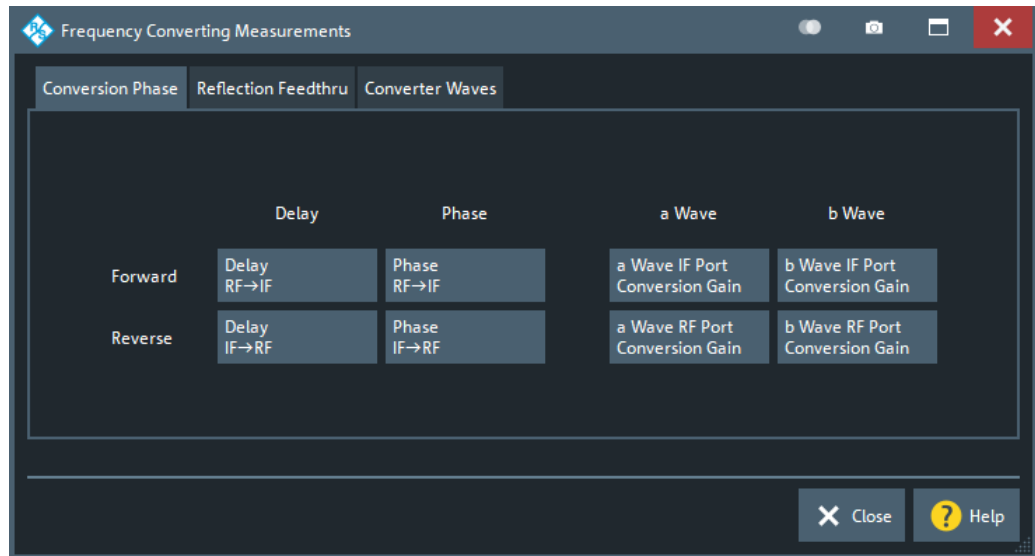 R&S Frequency Converting Measurements
Conversion Phase Reflection Feedthru Converter Waves
Delay Phase a Wave b Wave
Forward
Delay
RF→IF
Phase
RF→IF
a Wave IF Port
Conversion Gain
b Wave IF Port
Conversion Gain
Reverse
Delay
IF→RF
Phase
IF→RF
a Wave RF Port
Conversion Gain
b Wave RF Port
Conversion Gain
Close ? Help